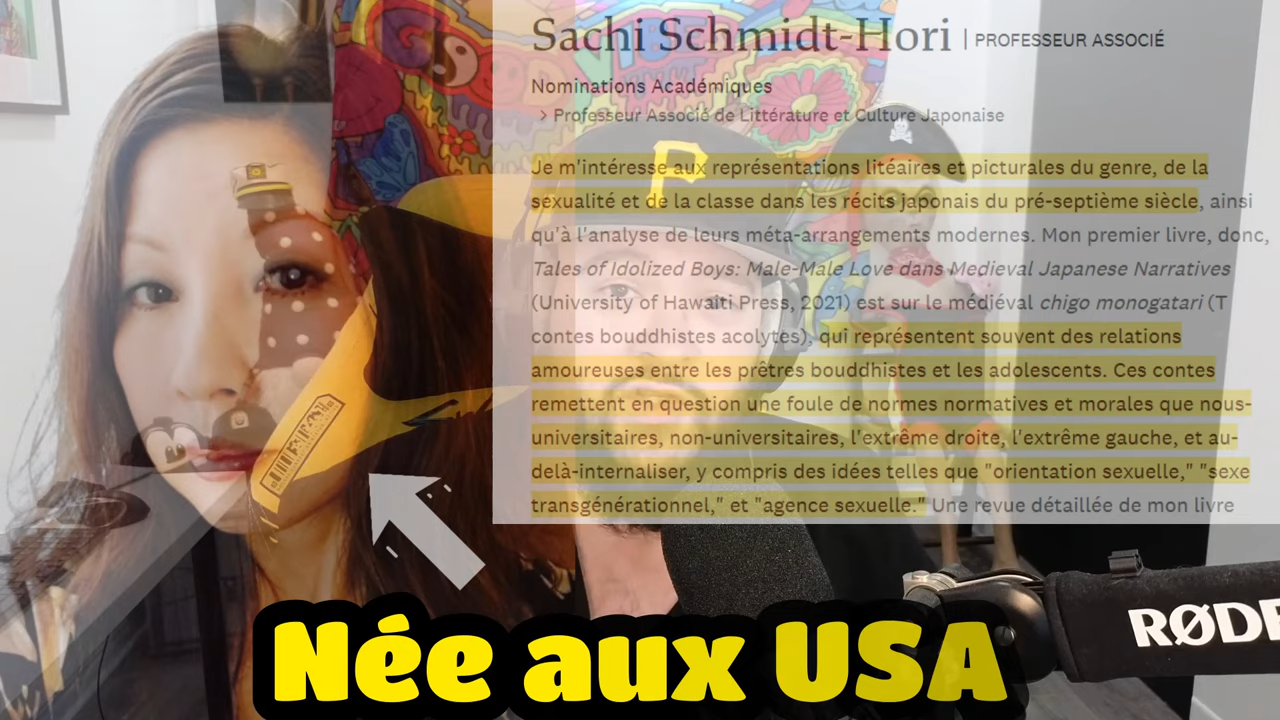 Sachi Schmidt-Hori | PROFESSEUR ASSOCIÉ
Nominations Académiques
> Professeur Associé de Littérature et Culture Japonaise
Je m'intéresse aux représentations litéaires et picturales du genre, de la
sexualité et de la classe dans les récits japonais du pré-septième siècle, ainsi
qu'à l'analyse de leurs méta-arrangements modernes. Mon premier livre, donc,
Tales of Idolized Boys: Male-Male Love dans Medieval Japanese Narratives
(University of Hawaiti Press, 2021) est sur le médiéval chigo monogatari (T
contes bouddhistes acolytes), qui représentent souvent des relations
amoureuses entre les prêtres bouddhistes et les adolescents. Ces contes
remettent en question une foule de normes normatives et morales que nous-
universitaires, non-universitaires, l'extrême droite, l'extrême gauche, et au-
delà-internaliser, y compris des idées telles que "orientation sexuelle," "sexe
transgénérationnel," et "agence sexuelle." Une revue détaillée de mon livre
P
RØDE
Née aux USA